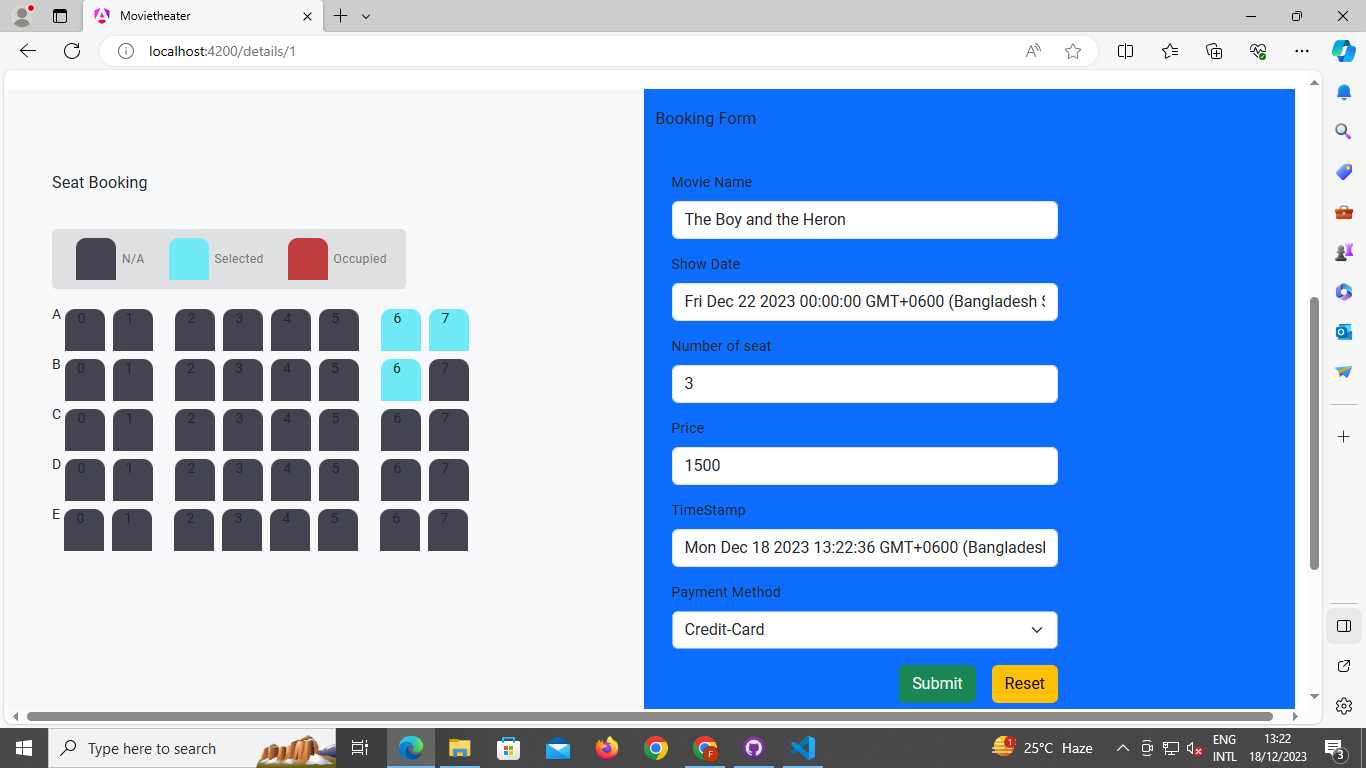 Movietheater
localhost:4200/details/1
Booking Form
Seat Booking
N/A Selected Occupied
A 0 1 2 3 4 5 6 7
B 0 1 2 3 4 5 6 7
C 0 1 2 3 4 5 6 7
D 0 1 2 3 4 5 6 7
E 0 1 2 3 4 5 6 7
Movie Name
The Boy and the Heron
Show Date
Fri Dec 22 2023 00:00:00 GMT+0600 (Bangladesh S
Number of seat
3
Price
1500
TimeStamp
Mon Dec 18 2023 13:22:36 GMT+0600 (Bangladesh
Payment Method
Credit-Card
Submit Reset
Type here to search
F
1
25°C Haze
ENG
INTL
13:22
18/12/2023
3